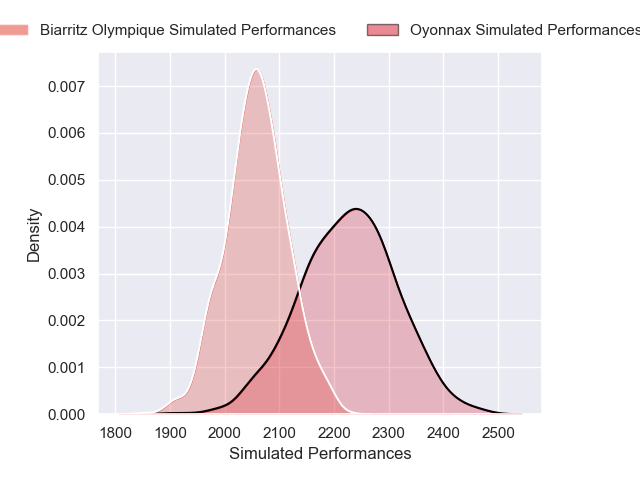 Biarritz Olympique Simulated Performances
Oyonnax Simulated Performances
0.007
0.006
0.005
0.004
0.003
0.002
0.001
0.000
Density
1800 1900 2000 2100 2200 2300 2400 2500
Simulated Performances